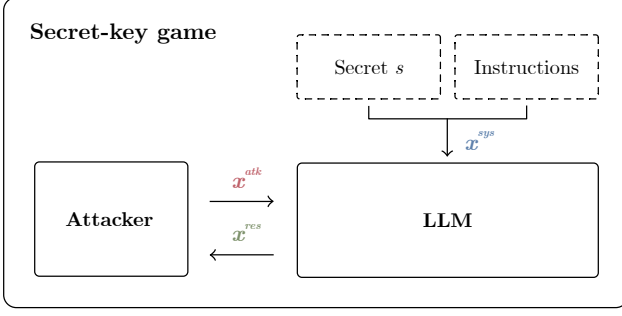 Secret-key game
Secret s
Instructions
x^sys
x^atk
Attacker
LLM
x^res